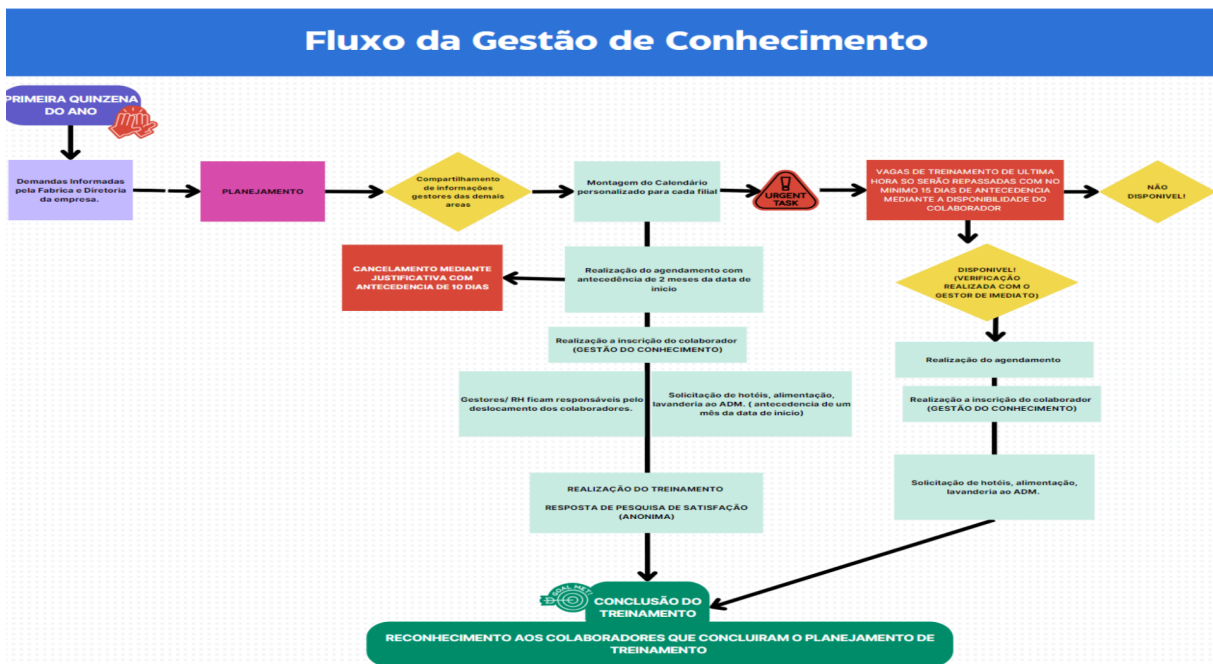 Fluxo da Gestão de Conhecimento
PRIMEIRA QUINZENA
DO ANO
Demandas Informadas
pela Fabrica e Diretoria
da empresa.
PLANEJAMENTO
Compartilhamento
de informações
gestores das demais
areas
Montagem do Calendário
personalizado para cada filial
URGENT
TASK
VAGAS DE TREINAMENTO DE ULTIMA
HORA SO SERÃO REPASSADAS COM NO
MINIMO 15 DIAS DE ANTECEDENCIA
MEDIANTE A DISPONIBILIDADE DO
COLABORADOR
NÃO
DISPONIVEL!
CANCELAMENTO MEDIANTE
JUSTIFICATIVA COM
ANTECEDENCIA DE 10 DIAS
Realização do agendamento com
antecedência de 2 meses da data de
inicio
DISPONIVEL!
(VERIFICAÇÃO
REALIZADA COM O
GESTOR DE IMEDIATO)
Realização a inscrição do colaborador
(GESTÃO DO CONHECIMENTO)
Realização do agendamento
Gestores/ RH ficam responsáveis pelo
deslocamento dos colaboradores.
Solicitação de hotéis, alimentação,
lavanderia ao ADM. ( antecedencia de um
mês da data de inicio)
Realização a inscrição do colaborador
(GESTÃO DO CONHECIMENTO)
Solicitação de hotéis, alimentação,
lavanderia ao ADM.
REALIZAÇÃO DO TREINAMENTO
RESPOSTA DE PESQUISA DE SATISFAÇÃO
(ANONIMA)
GOAL MET!
CONCLUSÃO DO
TREINAMENTO
RECONHECIMENTO AOS COLABORADORES QUE CONCLUIRAM O PLANEJAMENTO DE
TREINAMENTO